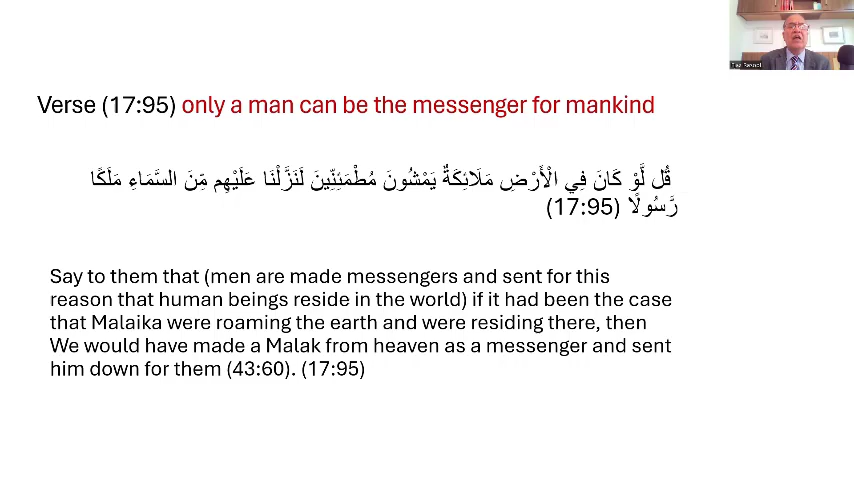 Verse (17:95) only a man can be the messenger for mankind
قُل لَّوْ كَانَ فِي الْأَرْضِ مَلَائِكَةٌ يَمْشُونَ مُطْمَئِنِّينَ لَنَزَّلْنَا عَلَيْهِم مِّنَ السَّمَاءِ مَلَكًا
رَّسُولًا (17:95)
Say to them that (men are made messengers and sent for this
reason that human beings reside in the world) if it had been the case
that Malaika were roaming the earth and were residing there, then
We would have made a Malak from heaven as a messenger and sent
him down for them (43:60). (17:95)